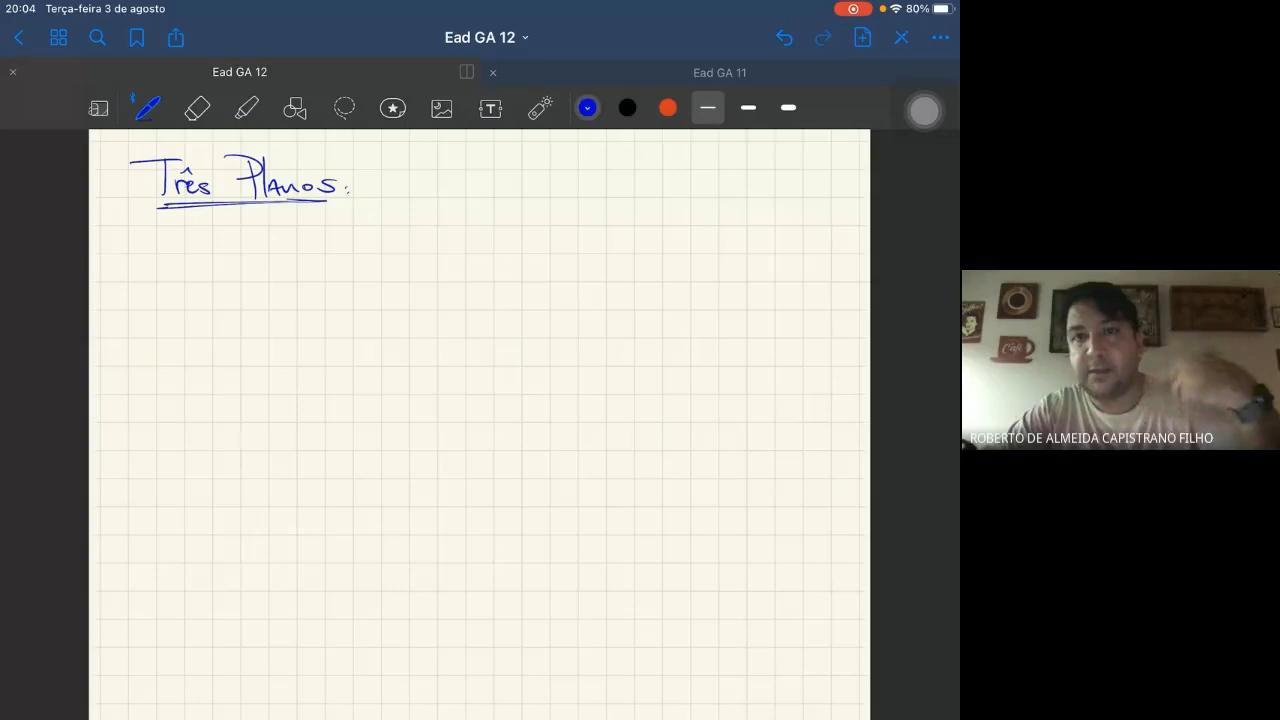 20:04 Terça-feira 3 de agosto 80%
Ead GA 12
Ead GA 12 Ead GA 11
Três Planos:
Café
ROBERTO DE ALMEIDA CAPISTRANO FILHO